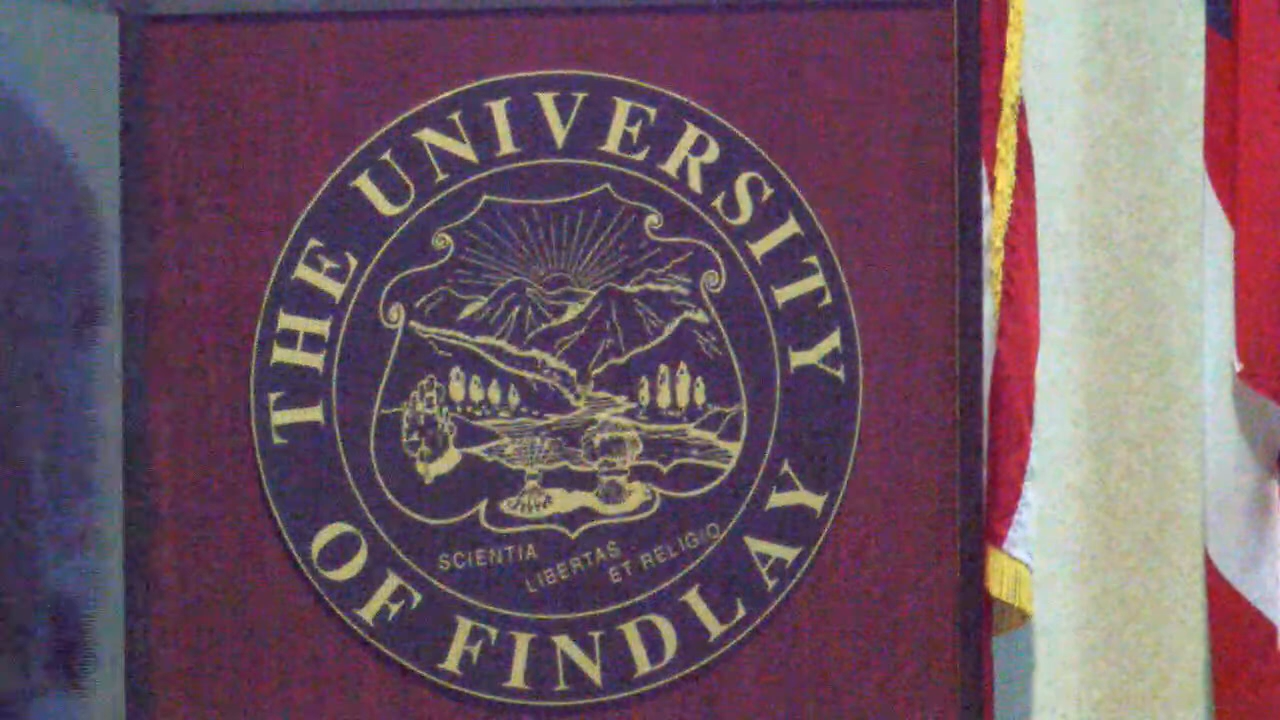 THE UNIVERSITY
OF FINDLAY
SCIENTIA
LIBERTAS
ET RELIGIO